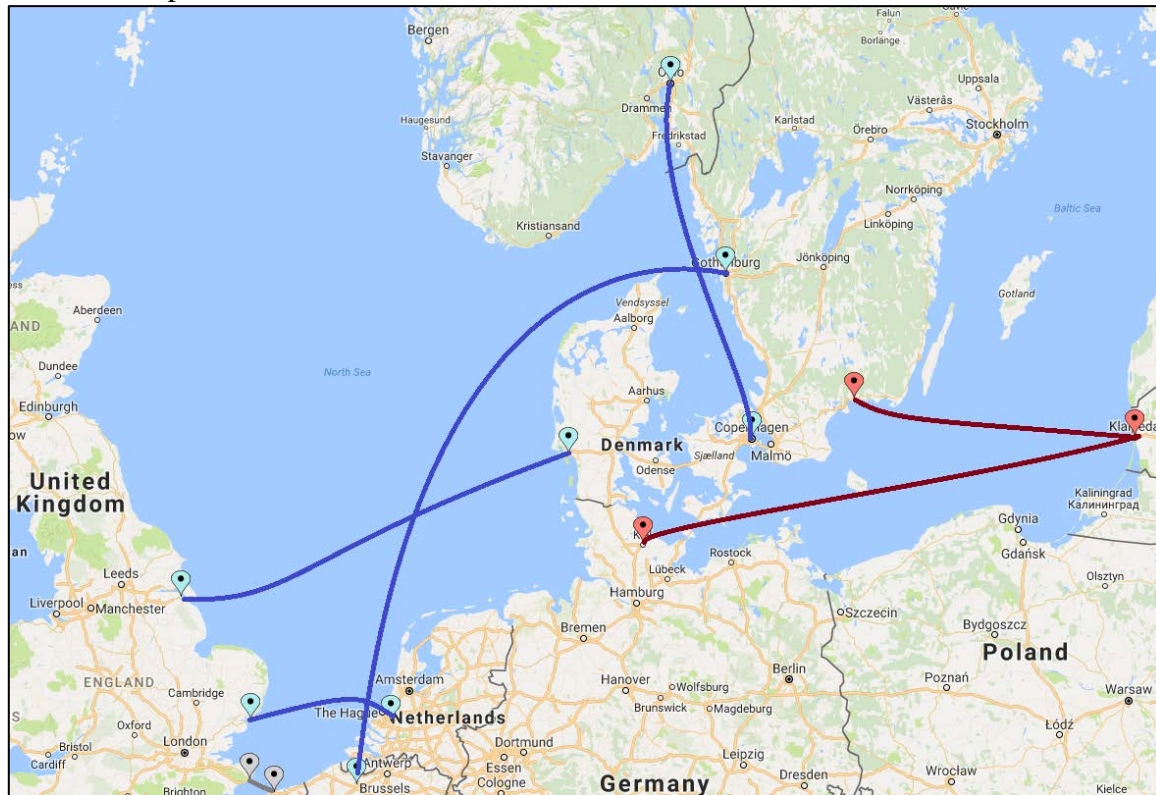 Bergen
Falun
Borlänge
Uppsala
Drammen
Västerås
Haugesund
Fredrikstad
Karlstad
Örebro
Stockholm
Stavanger
Norrköping
Kristiansand
Linköping
Baltic Sea
Jönköping
Gotland
Vendsyssel
Aberdeen
Aalborg
AND
Dundee
North Sea
Aarhus
Edinburgh
ow
Denmark
Sjælland
Malmö
Odense
United
Kingdom
Kaliningrad
Калининград
Gdynia
Gdańsk
an
Rostock
Leeds
Lübeck
Olsztyn
Liverpool
Manchester
Hamburg
Szczecin
Bremen
Bydgoszcz
Poland
ENGLAND
Amsterdam
Berlin
Cambridge
Hanover
Wolfsburg
Poznań
Warsaw
The Hague
Netherlands
Brunswick
Magdeburg
Oxford
Łódź
London
Dortmund
Bristol
Cardiff
Antwerp
Essen
Leipzig
Wrocław
Cologne
Dresden
Brighton
Brussels
Germany
Kielce